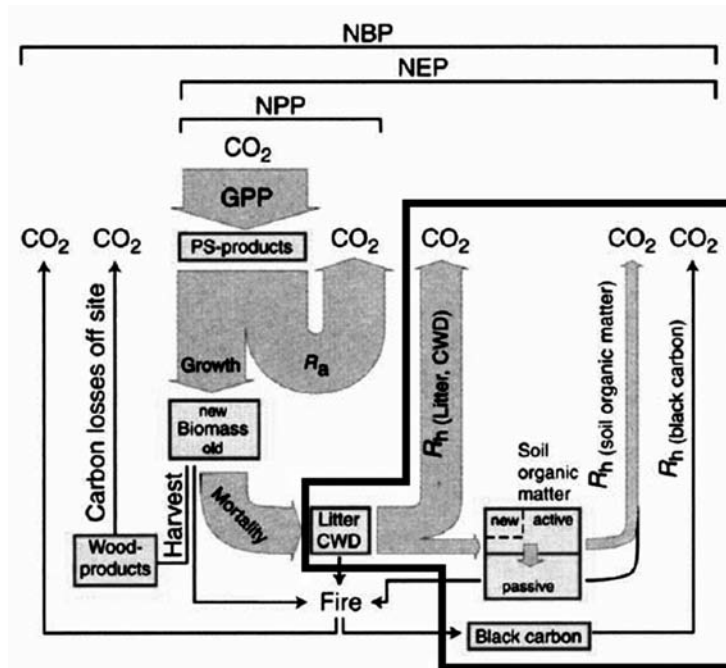 NBP
NEP
NPP
CO2
GPP
CO2
CO2
PS-products
CO2
CO2
CO2
CO2
Carbon losses off site
Growth
Ra
Rh (Litter, CWD)
Rh (soil organic matter)
Rh (black carbon)
new
Biomass
old
Harvest
Mortality
Soil
organic
matter
Litter
CWD
new
active
passive
Wood-
products
Fire
Black carbon